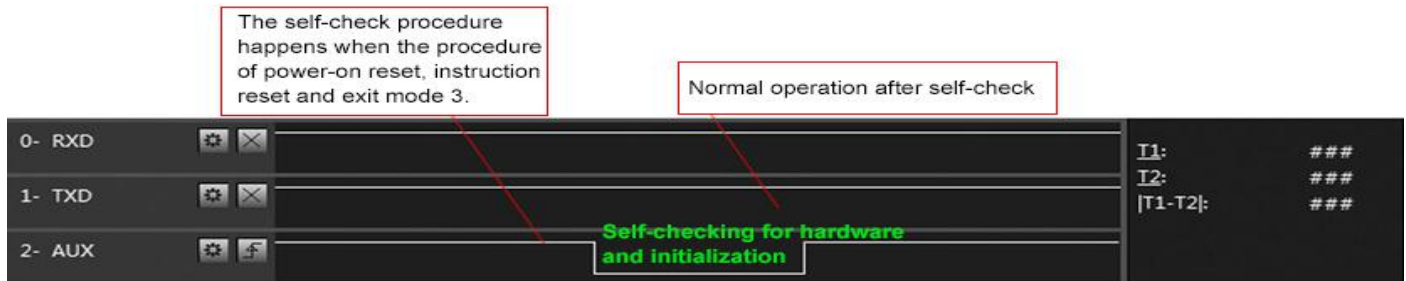 The self-check procedure
happens when the procedure
of power-on reset, instruction
reset and exit mode 3.
Normal operation after self-check
0- RXD
T1: ###
1- TXD
T2: ###
|T1-T2|: ###
2- AUX
Self-checking for hardware
and initialization